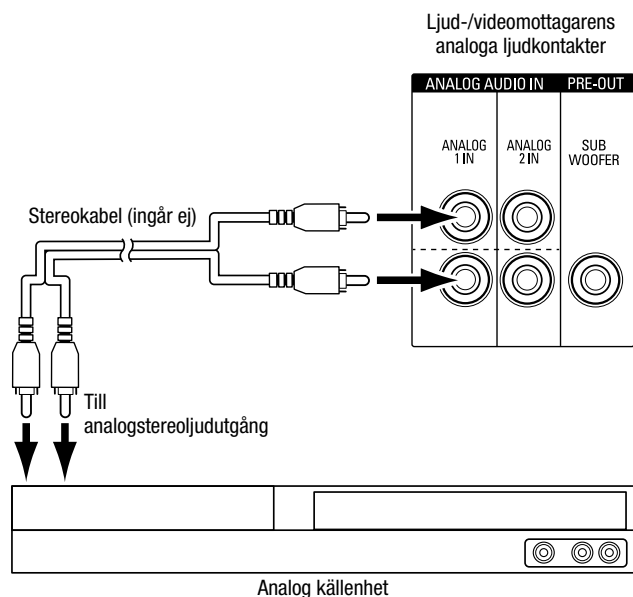 Ljud-/videomottagarens
analoga ljudkontakter
ANALOG AUDIO IN PRE-OUT
ANALOG
1 IN
ANALOG
2 IN
SUB
WOOFER
Stereokabel (ingår ej)
Till
analogstereoljudutgång
Analog källenhet